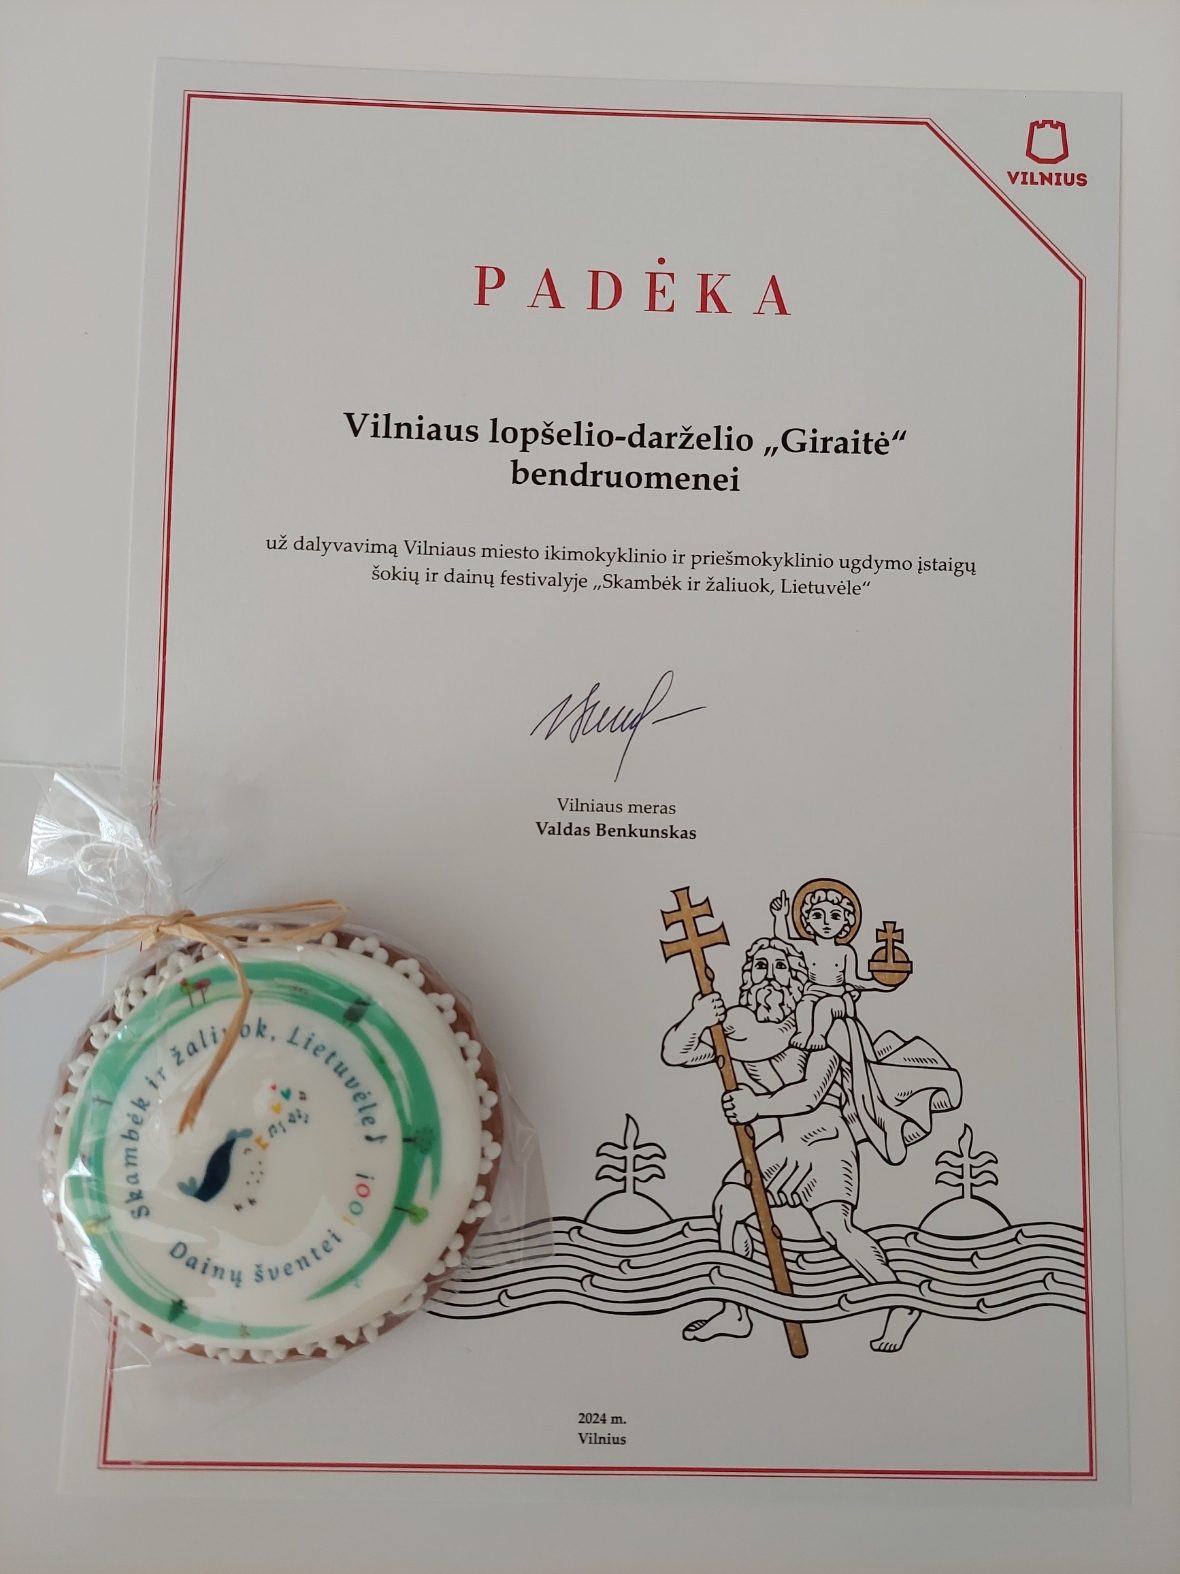 VILNIUS
PADĖKA
Vilniaus lopšelio-darželio „Giraitė“
bendruomenei
už dalyvavimą Vilniaus miesto ikimokyklinio ir priešmokyklinio ugdymo įstaigų
šokių ir dainų festivalyje „Skambėk ir žaliuok, Lietuvėle“
Vilniaus meras
Valdas Benkunskas
Skambėk ir žaliuok, Lietuvėle!
Dainų šventei 100!
2024 m.
Vilnius